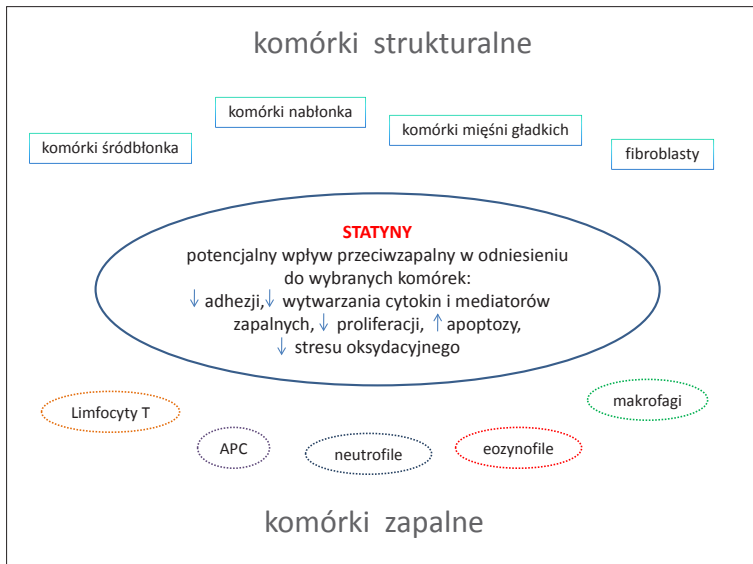 komórki strukturalne
komórki nabłonka
komórki mięśni gładkich
komórki śródbłonka
fibroblasty
STATYNY
potencjalny wpływ przeciwzapalny w odniesieniu
do wybranych komórek:
↓ adhezji, ↓ wytwarzania cytokin i mediatorów
zapalnych, ↓ proliferacji, ↑ apoptozy,
↓ stresu oksydacyjnego
makrofagi
Limfocyty T
APC
neutrofile
eozynofile
komórki zapalne